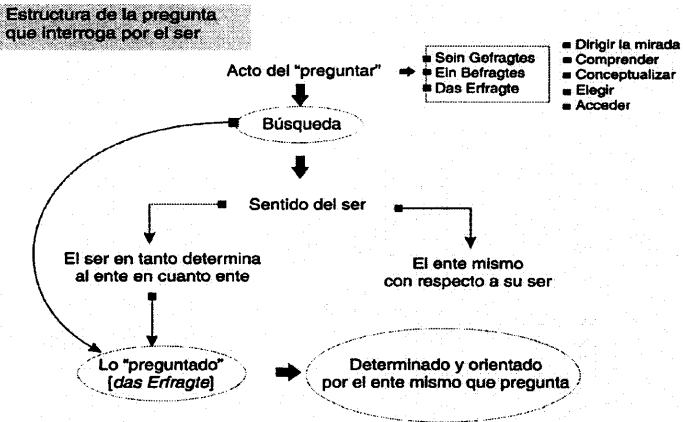 Estructura de la pregunta
que interroga por el ser
Acto del "preguntar"
Sein Gefragtes
Ein Befragtes
Das Erfragte
Dirigir la mirada
Comprender
Conceptualizar
Elegir
Acceder
Búsqueda
Sentido del ser
El ser en tanto determina
al ente en cuanto ente
El ente mismo
con respecto a su ser
Lo "preguntado"
[das Erfragte]
Determinado y orientado
por el ente mismo que pregunta